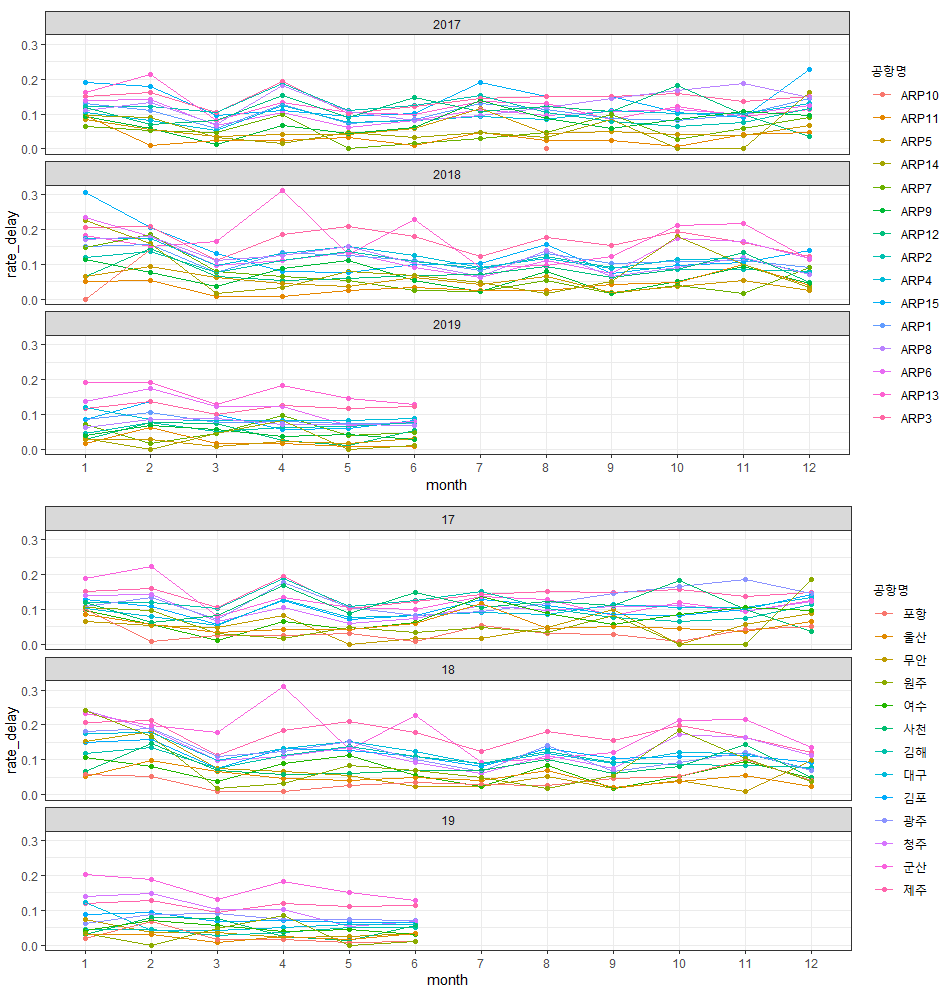 2017
0.3
0.2
0.1
0.0
2018
0.3
0.2
0.1
0.0
2019
0.3
0.2
0.1
0.0
rate_delay
1 2 3 4 5 6 7 8 9 10 11 12
month
공항명
ARP10
ARP11
ARP5
ARP14
ARP7
ARP9
ARP12
ARP2
ARP4
ARP15
ARP1
ARP8
ARP6
ARP13
ARP3
17
0.3
0.2
0.1
0.0
18
0.3
0.2
0.1
0.0
19
0.3
0.2
0.1
0.0
rate_delay
1 2 3 4 5 6 7 8 9 10 11 12
month
공항명
포항
울산
무안
원주
여수
사천
김해
대구
김포
광주
청주
군산
제주